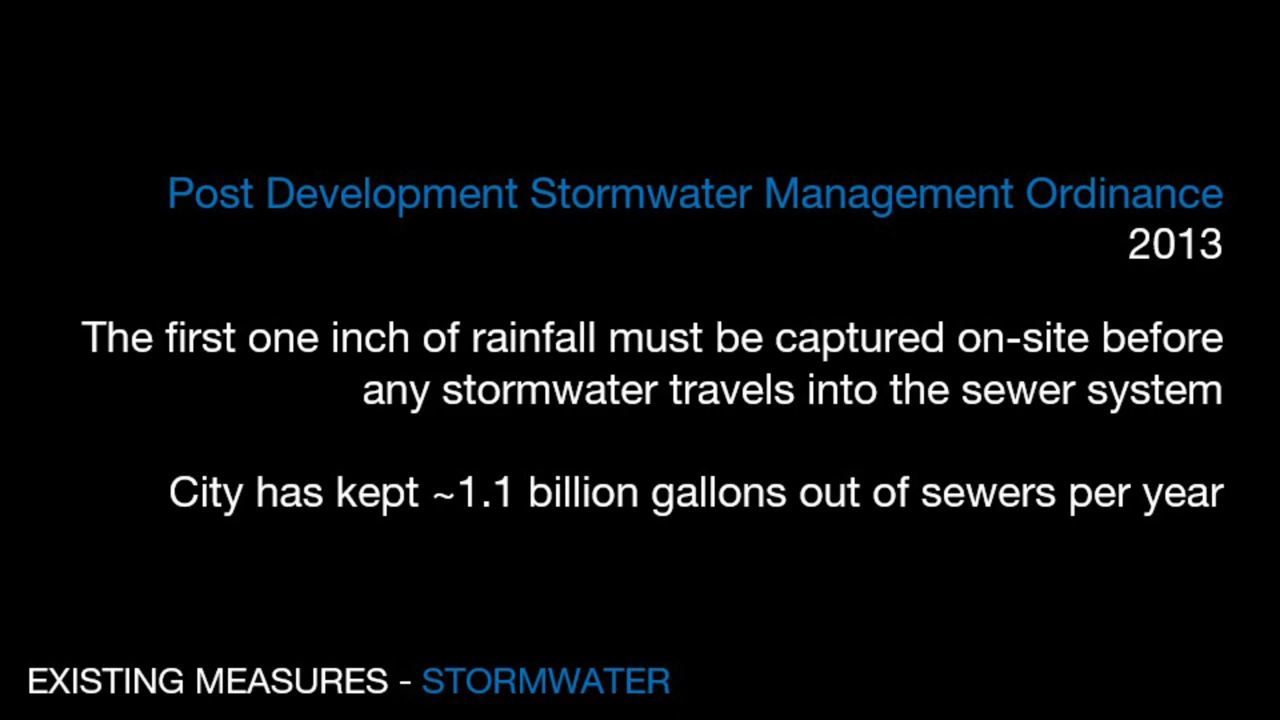 Post Development Stormwater Management Ordinance
2013
The first one inch of rainfall must be captured on-site before
any stormwater travels into the sewer system
City has kept ~1.1 billion gallons out of sewers per year
EXISTING MEASURES - STORMWATER